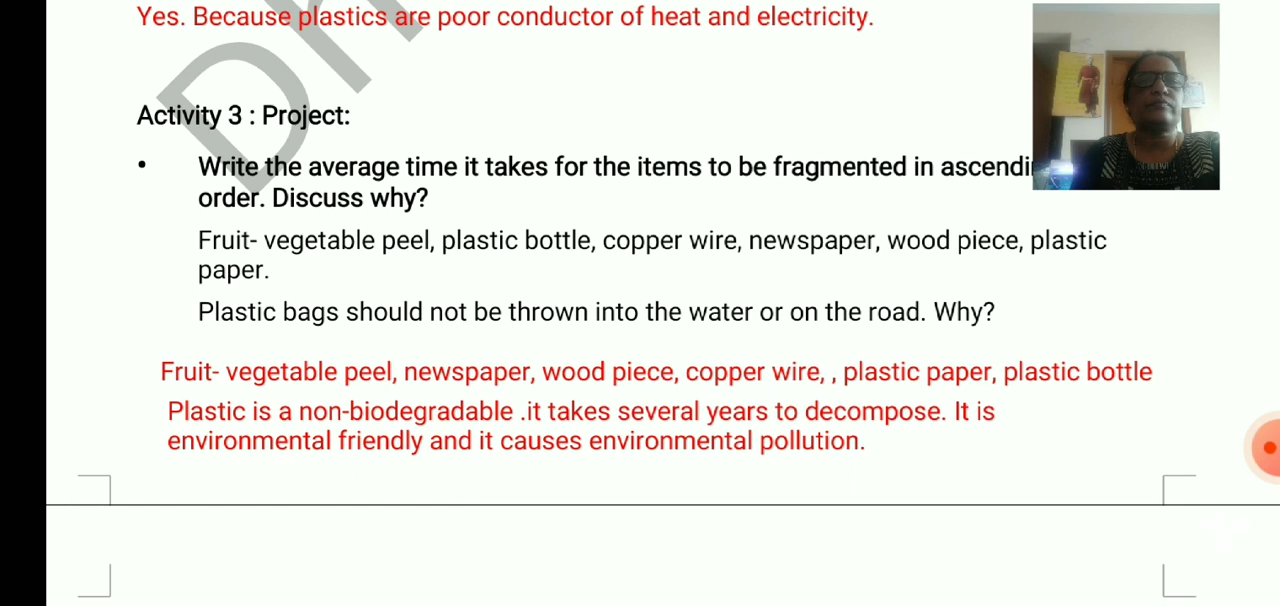 Yes. Because plastics are poor conductor of heat and electricity.
Activity 3 : Project:
• Write the average time it takes for the items to be fragmented in
order. Discuss why?
Fruit- vegetable peel, plastic bottle, copper wire, newspaper, wood piece, plastic
paper.
Plastic bags should not be thrown into the water or on the road. Why?
Fruit- vegetable peel, newspaper, wood piece, copper wire, , plastic paper, plastic bottle
Plastic is a non-biodegradable .it takes several years to decompose. It is
environmental friendly and it causes environmental pollution.